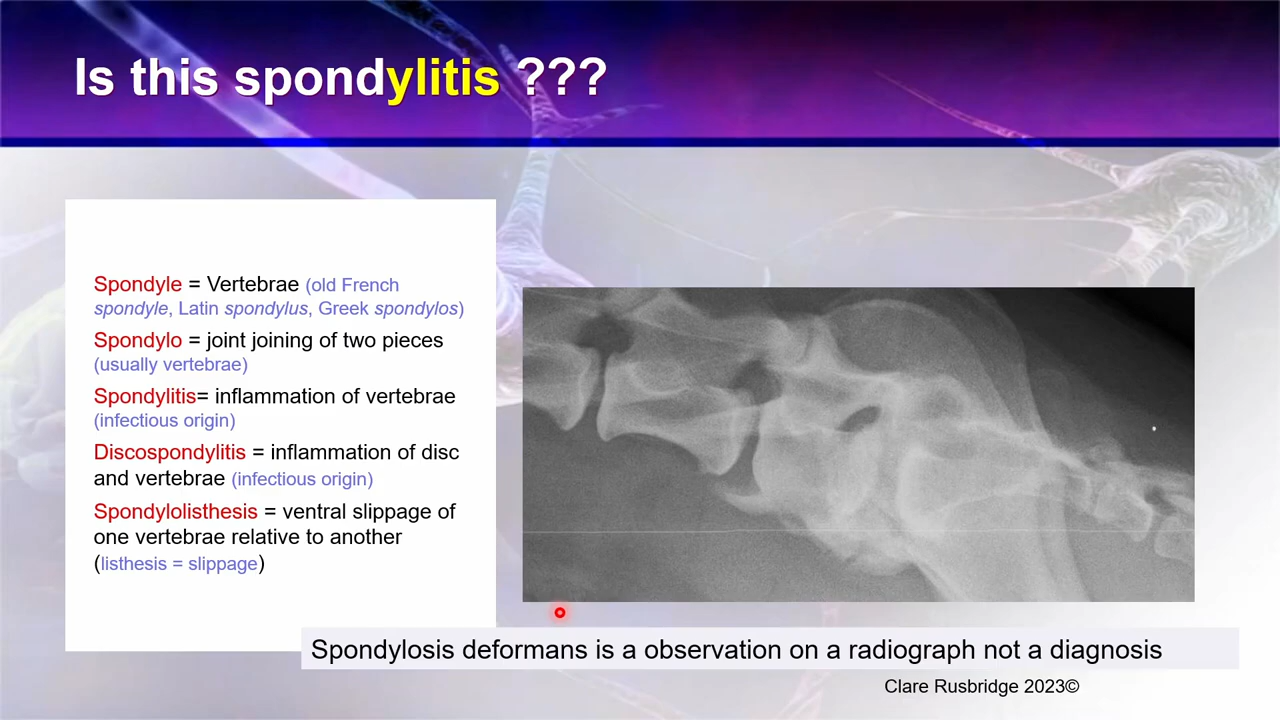 Is this spondylitis ???
Spondyle = Vertebrae (old French
spondyle, Latin spondylus, Greek spondylos)
Spondylo = joint joining of two pieces
(usually vertebrae)
Spondylitis= inflammation of vertebrae
(infectious origin)
Discospondylitis = inflammation of disc
and vertebrae (infectious origin)
Spondylolisthesis = ventral slippage of
one vertebrae relative to another
(listhesis = slippage)
Spondylosis deformans is a observation on a radiograph not a diagnosis
Clare Rusbridge 2023©